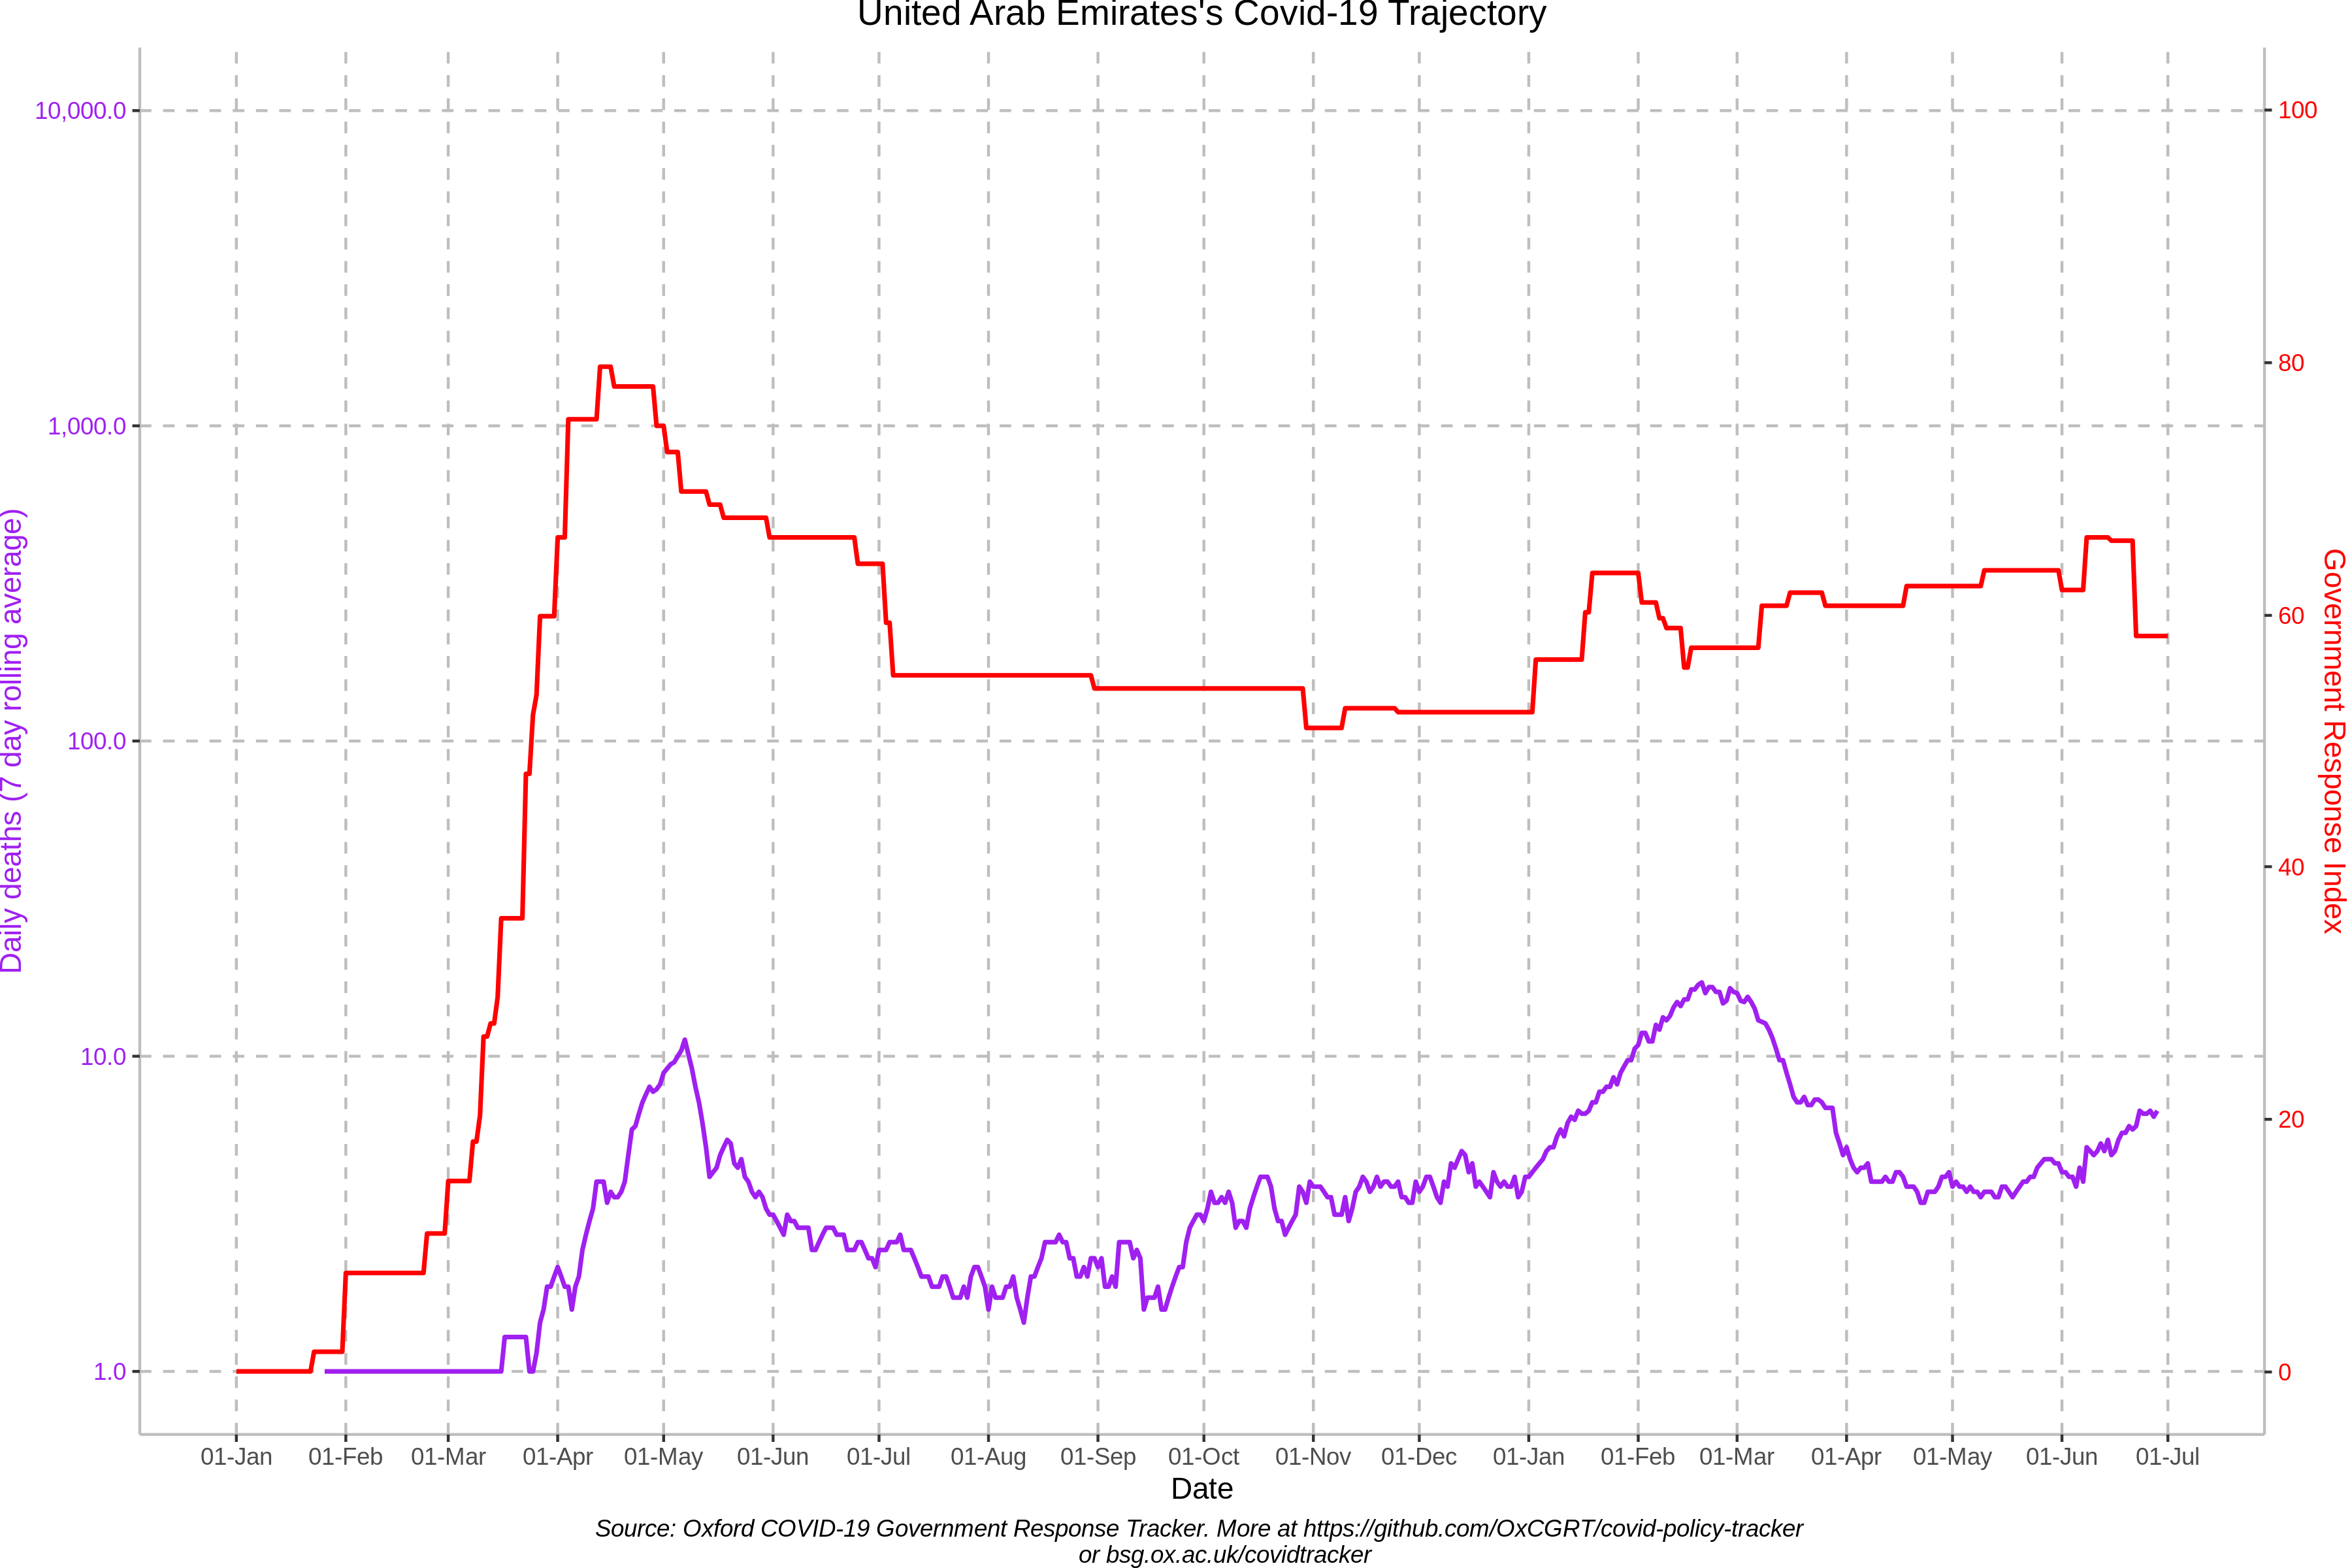 United Arab Emirates's Covid-19 Trajectory
10,000.0
1,000.0
100.0
10.0
1.0
Daily deaths (7 day rolling average)
100
80
60
40
20
0
Government Response Index
01-Jan 01-Feb 01-Mar 01-Apr 01-May 01-Jun 01-Jul 01-Aug 01-Sep 01-Oct 01-Nov 01-Dec 01-Jan 01-Feb 01-Mar 01-Apr 01-May 01-Jun 01-Jul
Date
Source: Oxford COVID-19 Government Response Tracker. More at https://github.com/OxCGRT/covid-policy-tracker
or bsg.ox.ac.uk/covidtracker